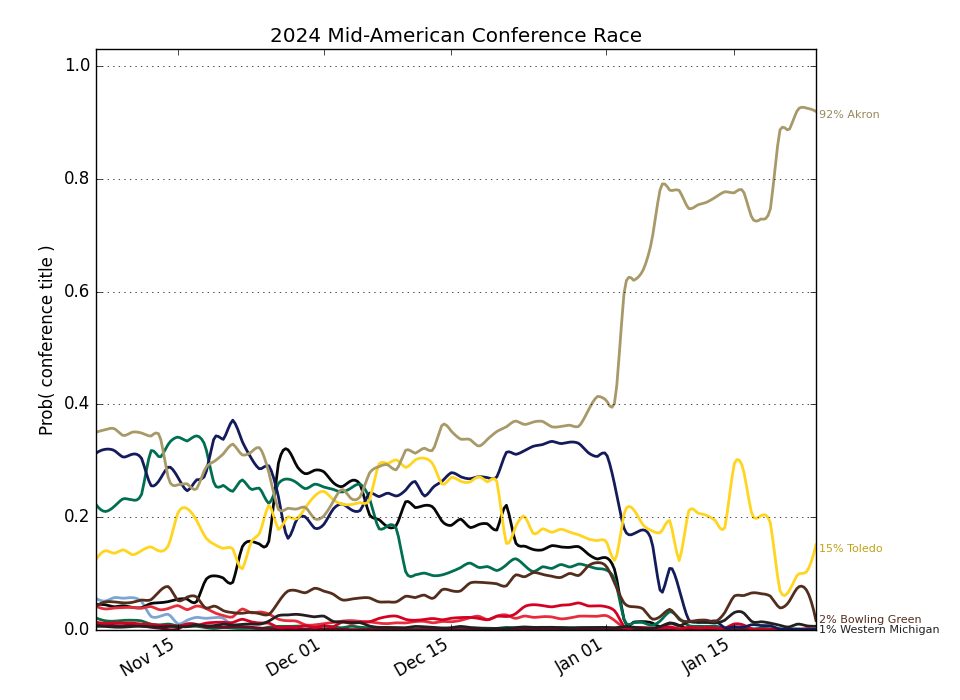 2024 Mid-American Conference Race
1.0
0.8
0.6
0.4
0.2
0.0
Prob( conference title )
Nov 15
Dec 01
Dec 15
Jan 01
Jan 15
92% Akron
15% Toledo
2% Bowling Green
1% Western Michigan